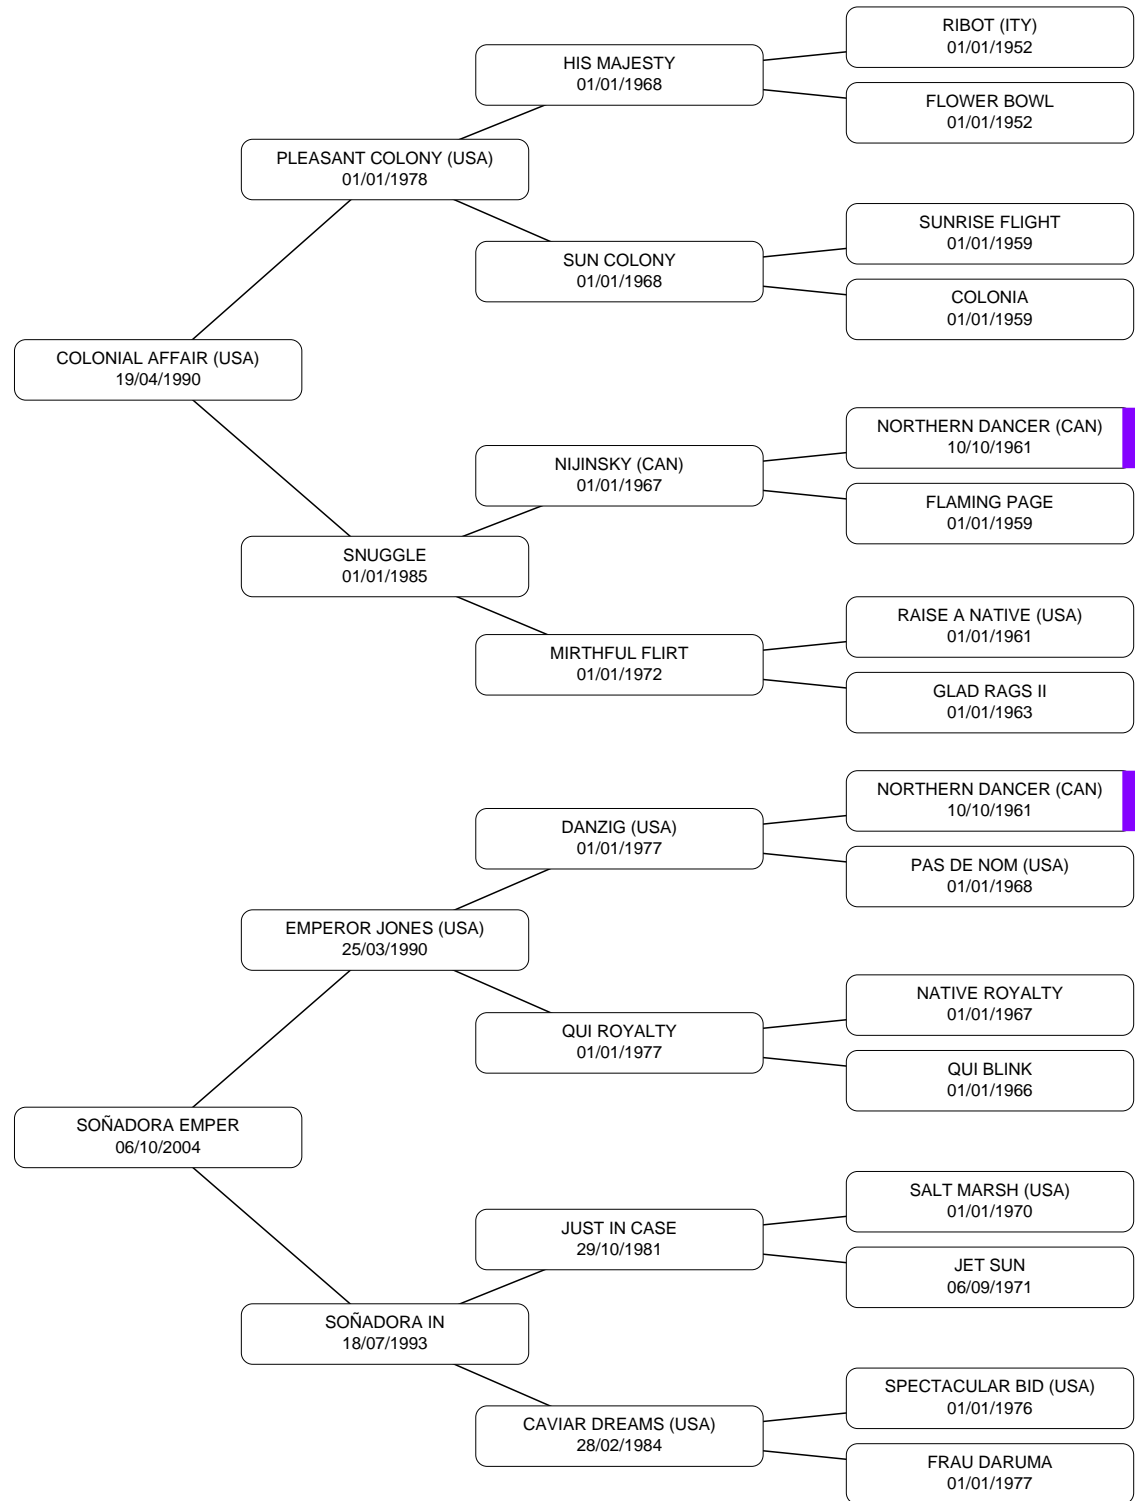 RIBOT (ITY)
01/01/1952
HIS MAJESTY
01/01/1968
FLOWER BOWL
01/01/1952
PLEASANT COLONY (USA)
01/01/1978
SUNRISE FLIGHT
01/01/1959
SUN COLONY
01/01/1968
COLONIA
01/01/1959
COLONIAL AFFAIR (USA)
19/04/1990
NORTHERN DANCER (CAN)
10/10/1961
NIJINSKY (CAN)
01/01/1967
FLAMING PAGE
01/01/1959
SNUGGLE
01/01/1985
RAISE A NATIVE (USA)
01/01/1961
MIRTHFUL FLIRT
01/01/1972
GLAD RAGS II
01/01/1963
NORTHERN DANCER (CAN)
10/10/1961
DANZIG (USA)
01/01/1977
PAS DE NOM (USA)
01/01/1968
EMPEROR JONES (USA)
25/03/1990
NATIVE ROYALTY
01/01/1967
QUI ROYALTY
01/01/1977
QUI BLINK
01/01/1966
SOÑADORA EMPER
06/10/2004
SALT MARSH (USA)
01/01/1970
JUST IN CASE
29/10/1981
JET SUN
06/09/1971
SOÑADORA IN
18/07/1993
SPECTACULAR BID (USA)
01/01/1976
CAVIAR DREAMS (USA)
28/02/1984
FRAU DARUMA
01/01/1977